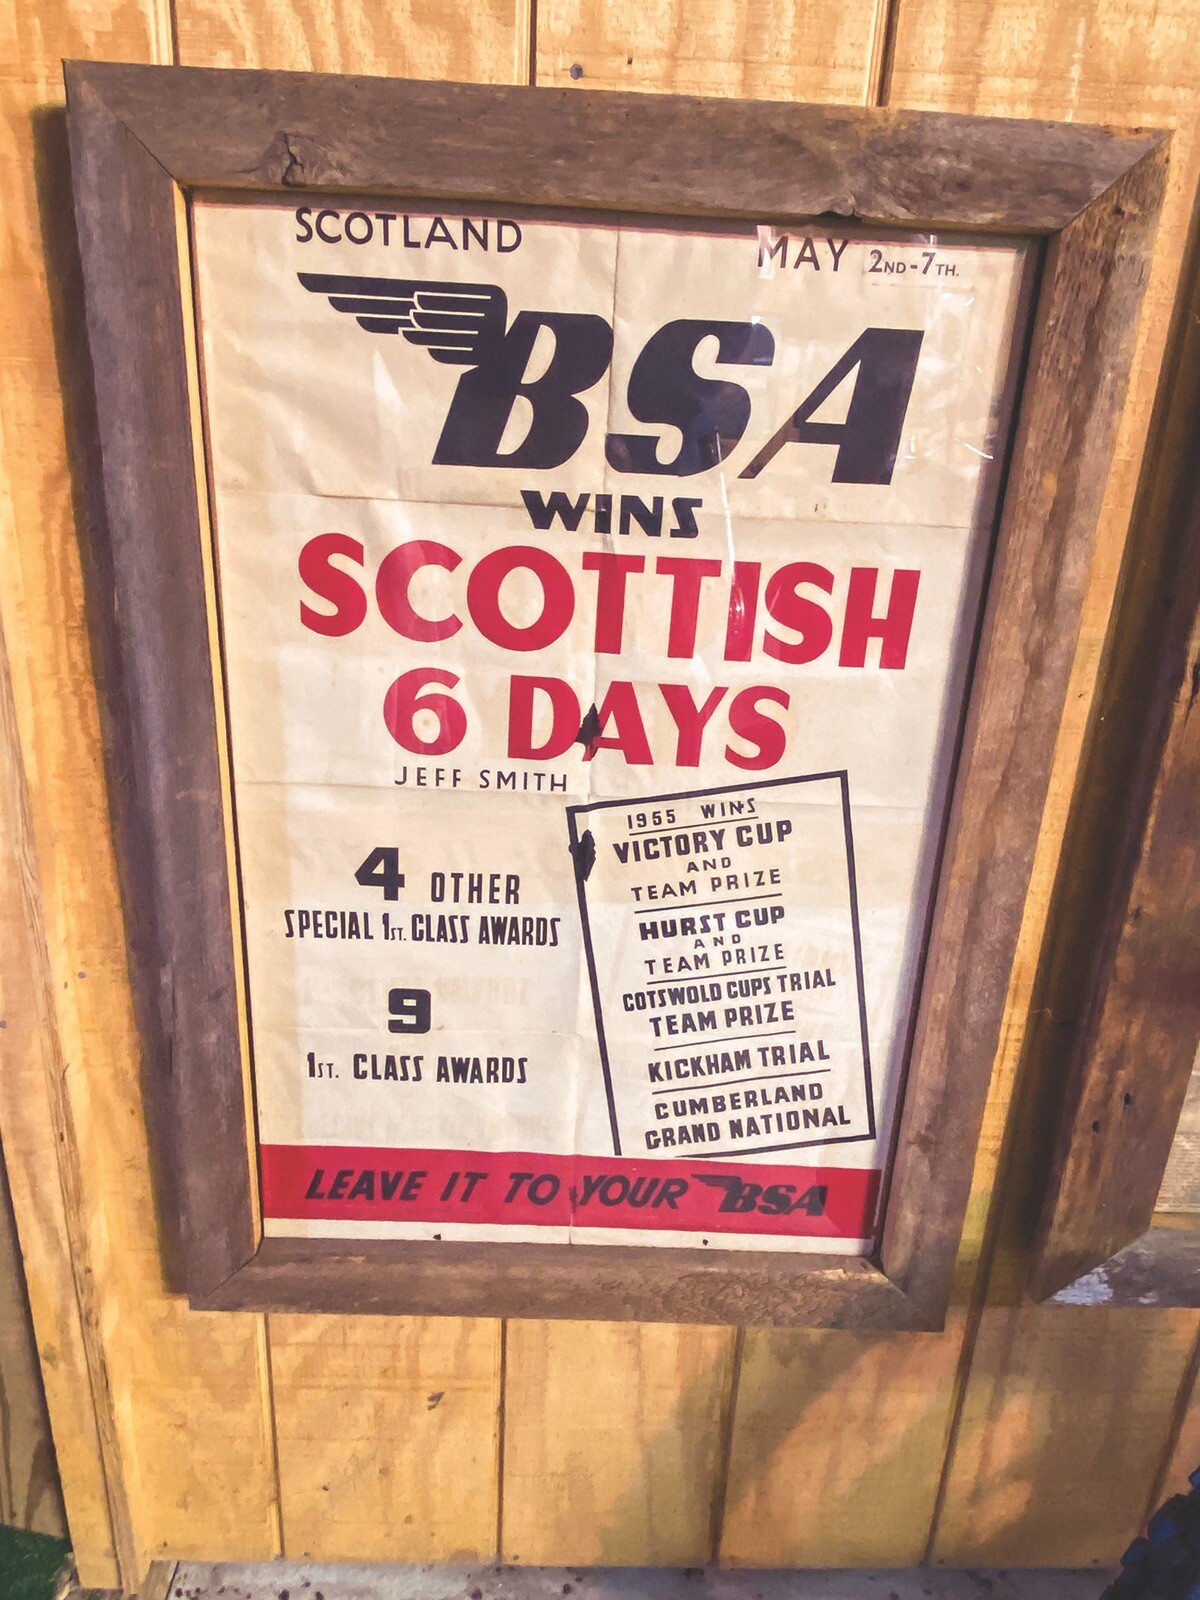 SCOTLAND MAY 2ND-7TH.
BSA
WINS
SCOTTISH
6 DAYS
JEFF SMITH
4 OTHER
SPECIAL 1ST. CLASS AWARDS
9
1ST. CLASS AWARDS
1955 WINS
VICTORY CUP
AND
TEAM PRIZE
HURST CUP
AND
TEAM PRIZE
COTSWOLD CUPS TRIAL
TEAM PRIZE
KICKHAM TRIAL
CUMBERLAND
GRAND NATIONAL
LEAVE IT TO YOUR BSA